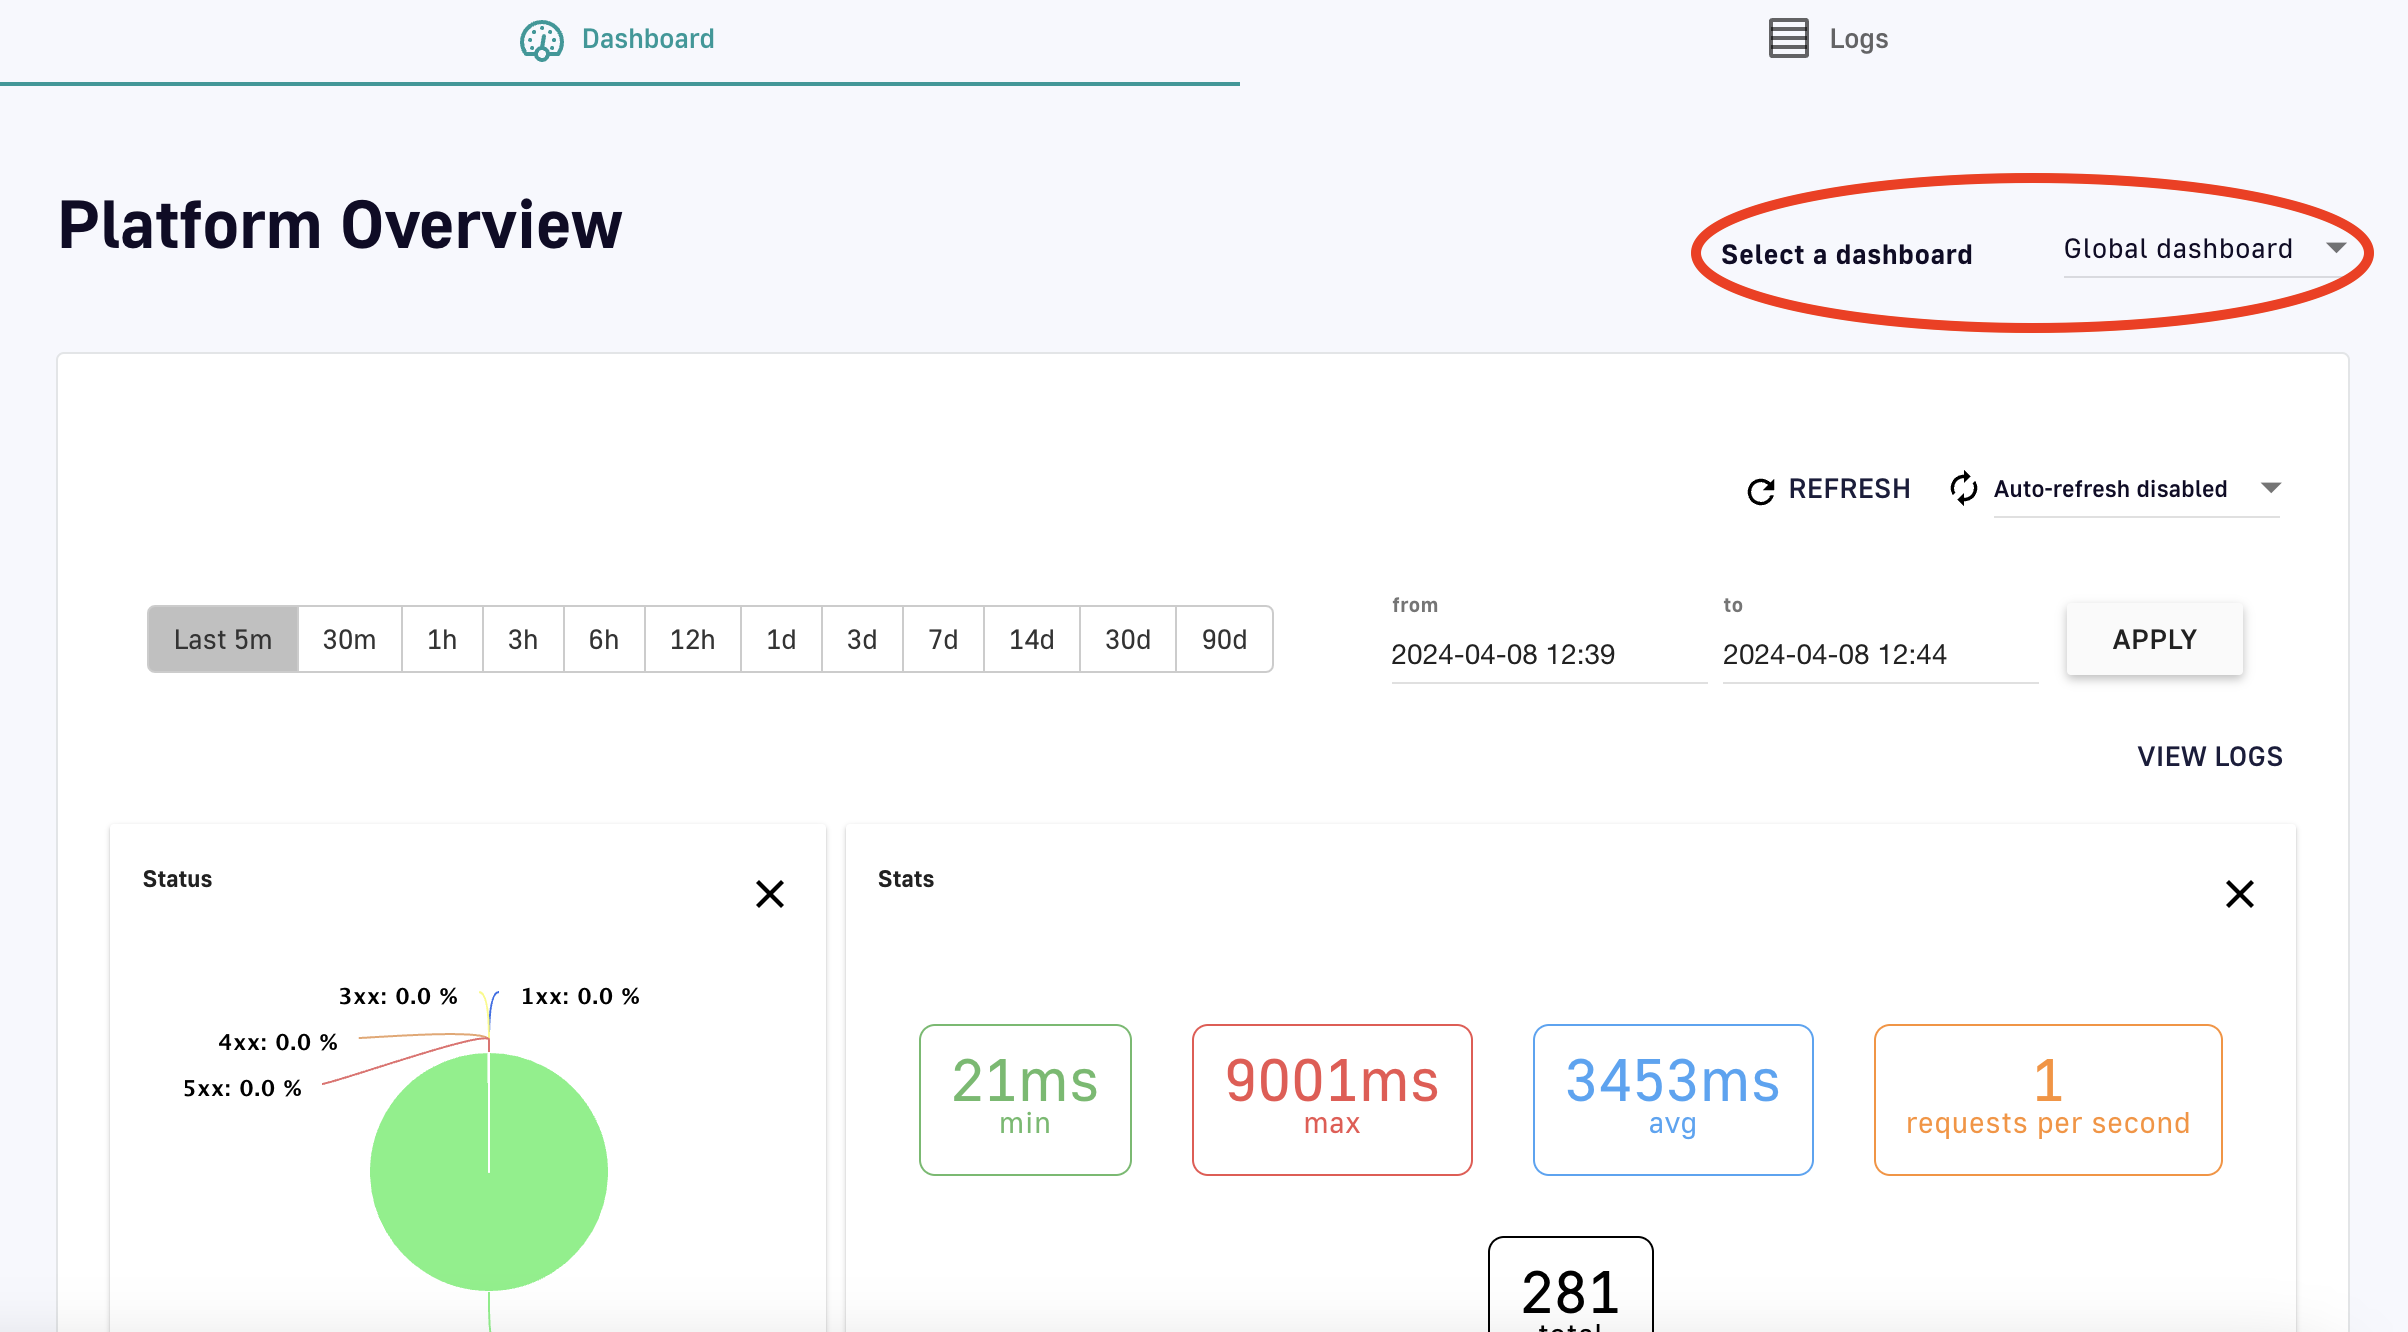 Dashboard
Logs
Platform Overview
Select a dashboard
Global dashboard
REFRESH
Auto-refresh disabled
Last 5m 30m 1h 3h 6h 12h 1d 3d 7d 14d 30d 90d
from
2024-04-08 12:39
to
2024-04-08 12:44
APPLY
VIEW LOGS
Status
3xx: 0.0 %
1xx: 0.0 %
4xx: 0.0 %
5xx: 0.0 %
Stats
21ms
min
9001ms
max
3453ms
avg
1
requests per second
281
total